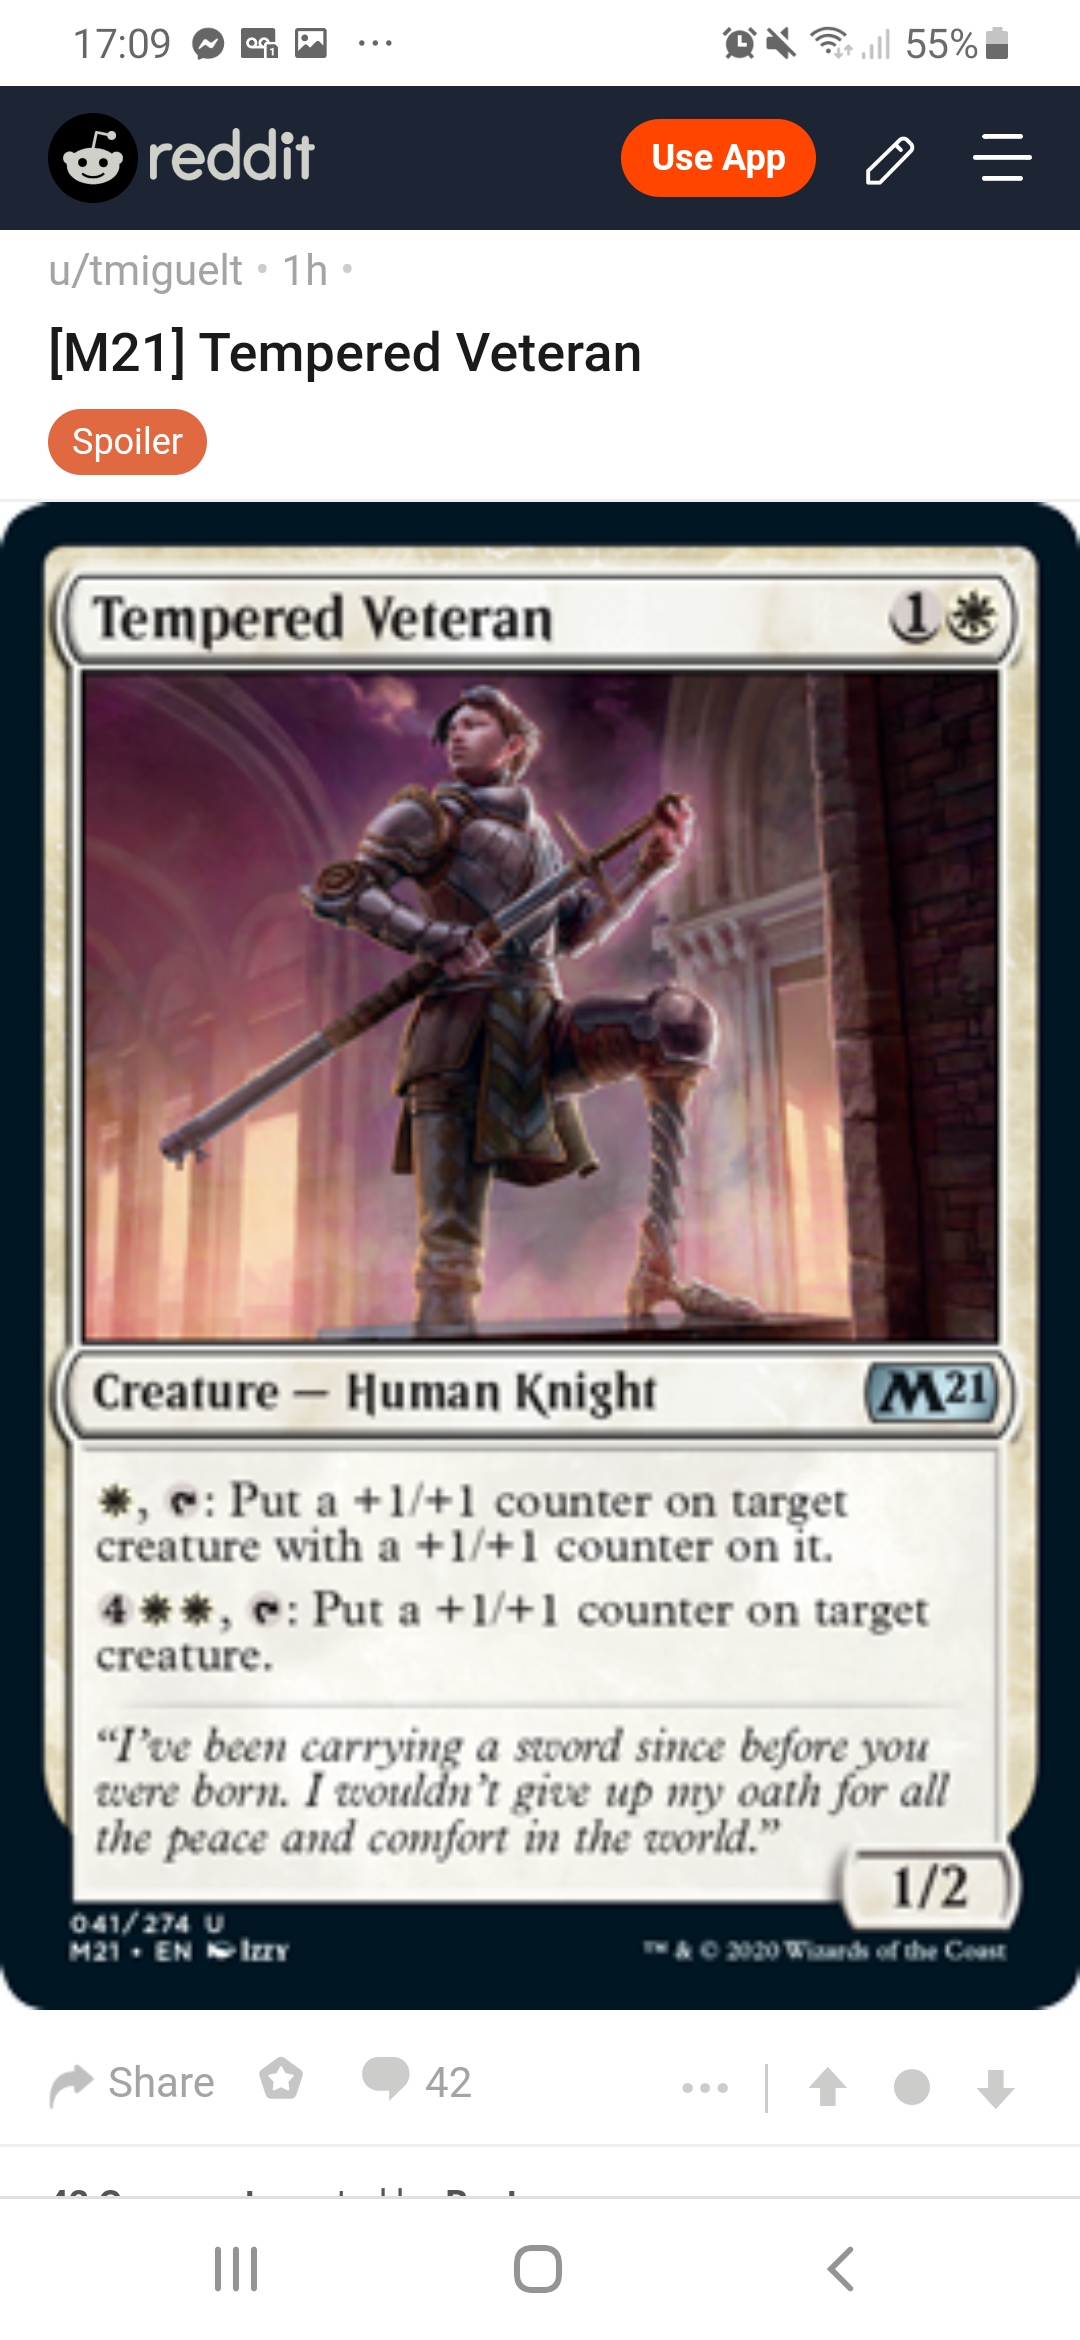 17:09 55%
reddit Use App
u/tmiguelt • 1h •
[M21] Tempered Veteran
Spoiler
Tempered Veteran 1
Creature — Human Knight M21
, : Put a +1/+1 counter on target
creature with a +1/+1 counter on it.
4 , : Put a +1/+1 counter on target
creature.
“I’ve been carrying a sword since before you
were born. I wouldn’t give up my oath for all
the peace and comfort in the world.”
1/2
041/274 U
M21 • EN Izzy
™ & © 2020 Wizards of the Coast
Share 42